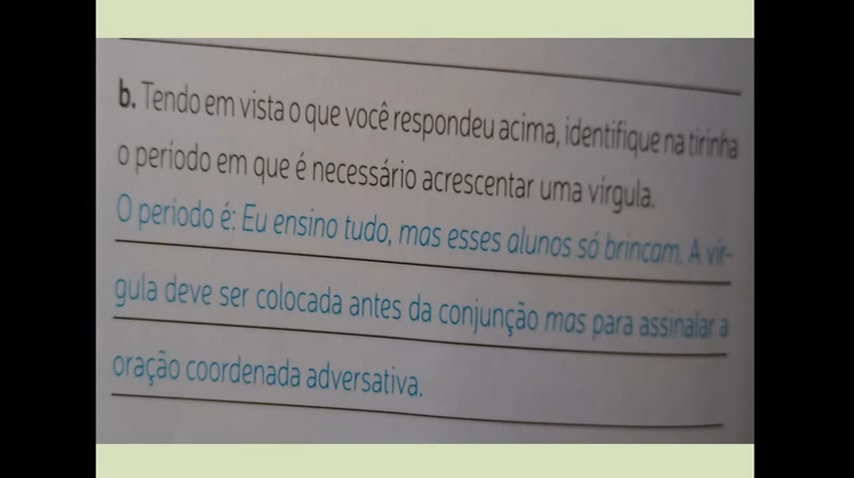 b. Tendo em vista o que você respondeu acima, identifique na tirinha
o período em que é necessário acrescentar uma vírgula.
O período é: Eu ensino tudo, mas esses alunos só brincam. A vír-
gula deve ser colocada antes da conjunção mas para assinalar a
oração coordenada adversativa.